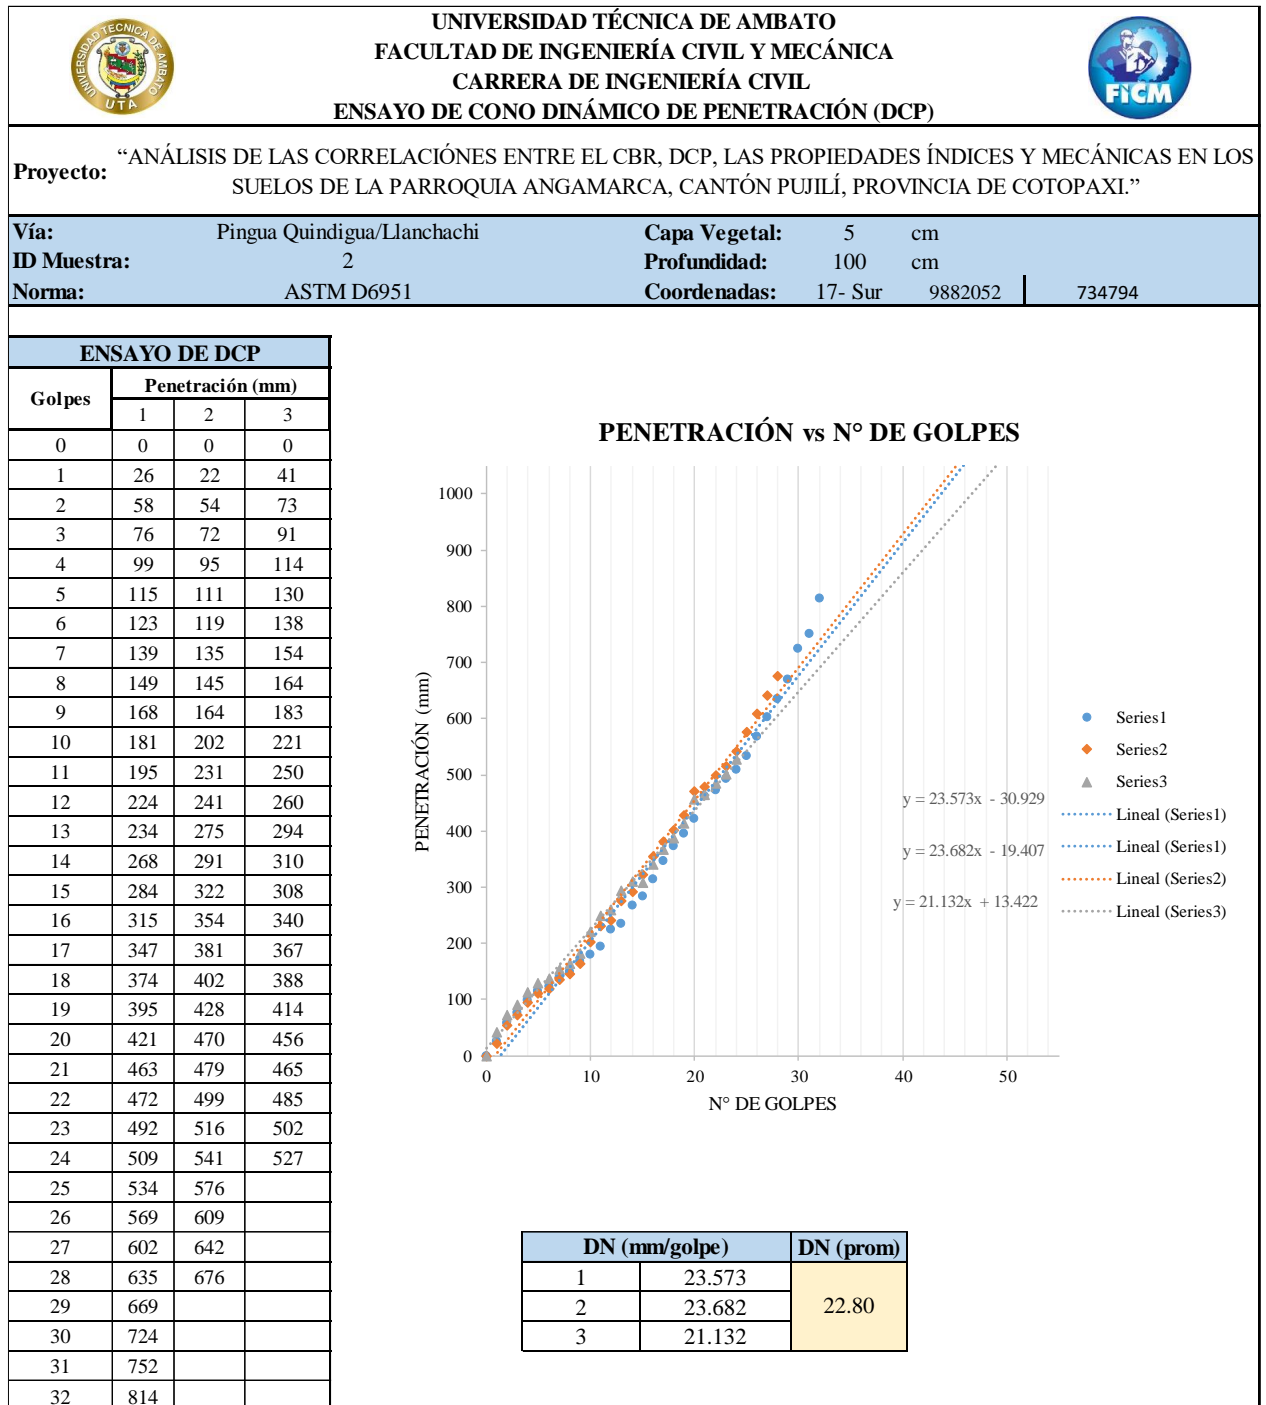 UNIVERSIDAD TÉCNICA DE AMBATO
FACULTAD DE INGENIERÍA CIVIL Y MECÁNICA
CARRERA DE INGENIERÍA CIVIL
ENSAYO DE CONO DINÁMICO DE PENETRACIÓN (DCP)
UNIVERSIDAD TECNICA DE AMBATO
UTA
FICM
Proyecto: “ANÁLISIS DE LAS CORRELACIÓNES ENTRE EL CBR, DCP, LAS PROPIEDADES ÍNDICES Y MECÁNICAS EN LOS
SUELOS DE LA PARROQUIA ANGAMARCA, CANTÓN PUJILÍ, PROVINCIA DE COTOPAXI.”
Vía: Pingua Quindigua/Llanchachi Capa Vegetal: 5 cm
ID Muestra: 2 Profundidad: 100 cm
Norma: ASTM D6951 Coordenadas: 17- Sur 9882052 734794
ENSAYO DE DCP
Golpes Penetración (mm)
1 2 3
0 0 0 0
1 26 22 41
2 58 54 73
3 76 72 91
4 99 95 114
5 115 111 130
6 123 119 138
7 139 135 154
8 149 145 164
9 168 164 183
10 181 202 221
11 195 231 250
12 224 241 260
13 234 275 294
14 268 291 310
15 284 322 308
16 315 354 340
17 347 381 367
18 374 402 388
19 395 428 414
20 421 470 456
21 463 479 465
22 472 499 485
23 492 516 502
24 509 541 527
25 534 576
26 569 609
27 602 642
28 635 676
29 669
30 724
31 752
32 814
PENETRACIÓN vs N° DE GOLPES
PENETRACIÓN (mm)
1000
900
800
700
600
500
400
300
200
100
0
0 10 20 30 40 50
N° DE GOLPES
y = 23.573x - 30.929
y = 23.682x - 19.407
y = 21.132x + 13.422
Series1
Series2
Series3
Lineal (Series1)
Lineal (Series1)
Lineal (Series2)
Lineal (Series3)
DN (mm/golpe) DN (prom)
1 23.573
2 23.682 22.80
3 21.132